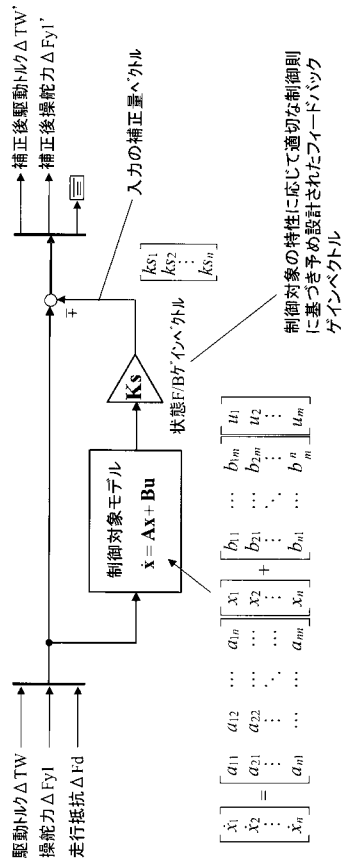 駆動トルクΔTW
操舵力ΔFyl
走行抵抗ΔFd
制御対象モデル
ẋ = Ax + Bu
Ks
状態F/Bゲインベクトル
ks1
ks2
⋮
ksn
∓
入力の補正量ベクトル
補正後駆動トルクΔTW'
補正後操舵力ΔFyl'
制御対象の特性に応じて適切な制御則
に基づき予め設計されたフィードバック
ゲインベクトル
ẋ1 a11 a12 … a1n x1 b11 … b1m u1
ẋ2 a21 a22 … … x2 b21 … b2m u2
⋮ = ⋮ ⋮ ⋱ ⋮ ⋮ + ⋮ ⋱ ⋮ ⋮
ẋn an1 … … ann xn bn1 … b n m um